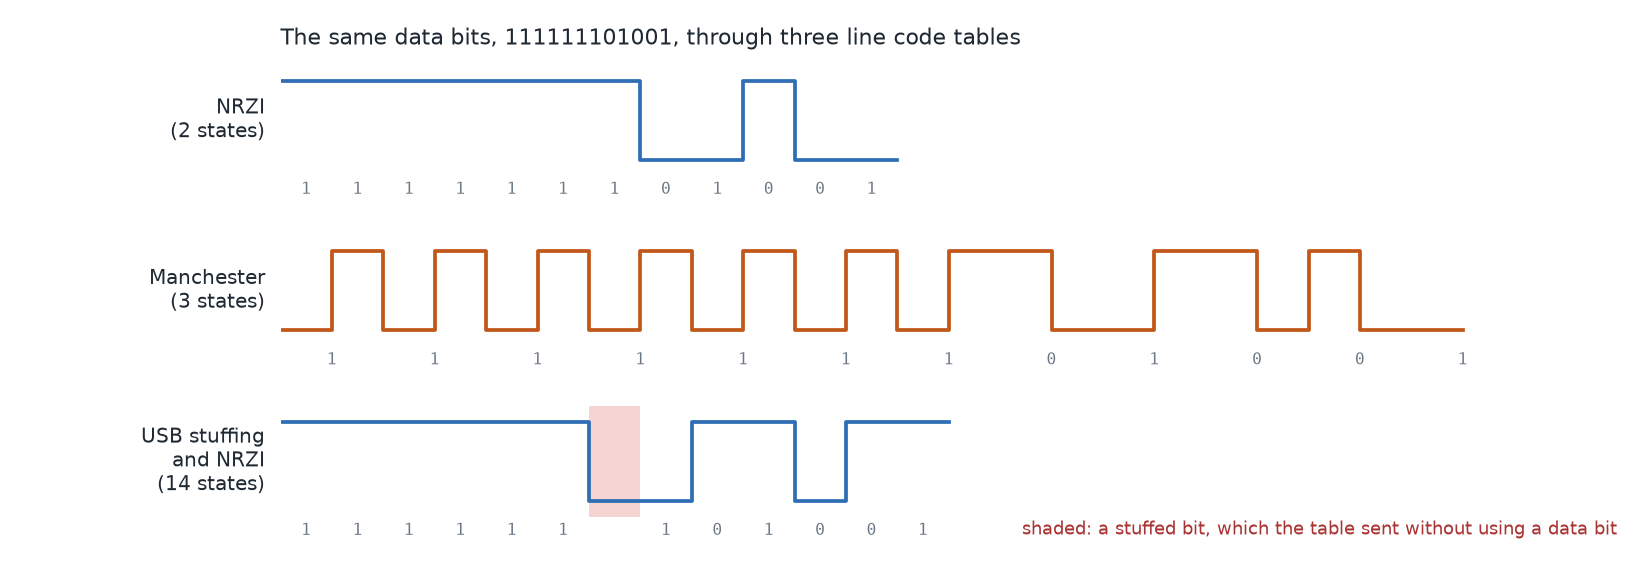 The same data bits, 111111101001, through three line code tables
NRZI
(2 states)
1 1 1 1 1 1 1 0 1 0 0 1
Manchester
(3 states)
1 1 1 1 1 1 1 0 1 0 0 1
USB stuffing
and NRZI
(14 states)
1 1 1 1 1 1 1 0 1 0 0 1
shaded: a stuffed bit, which the table sent without using a data bit